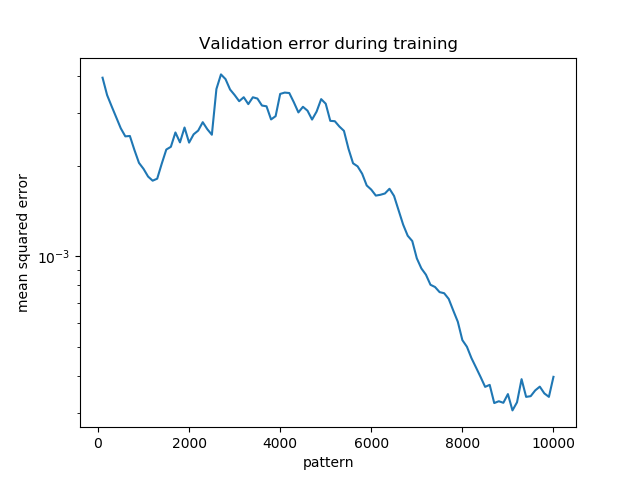 Validation error during training
mean squared error
10⁻³
0 2000 4000 6000 8000 10000
pattern